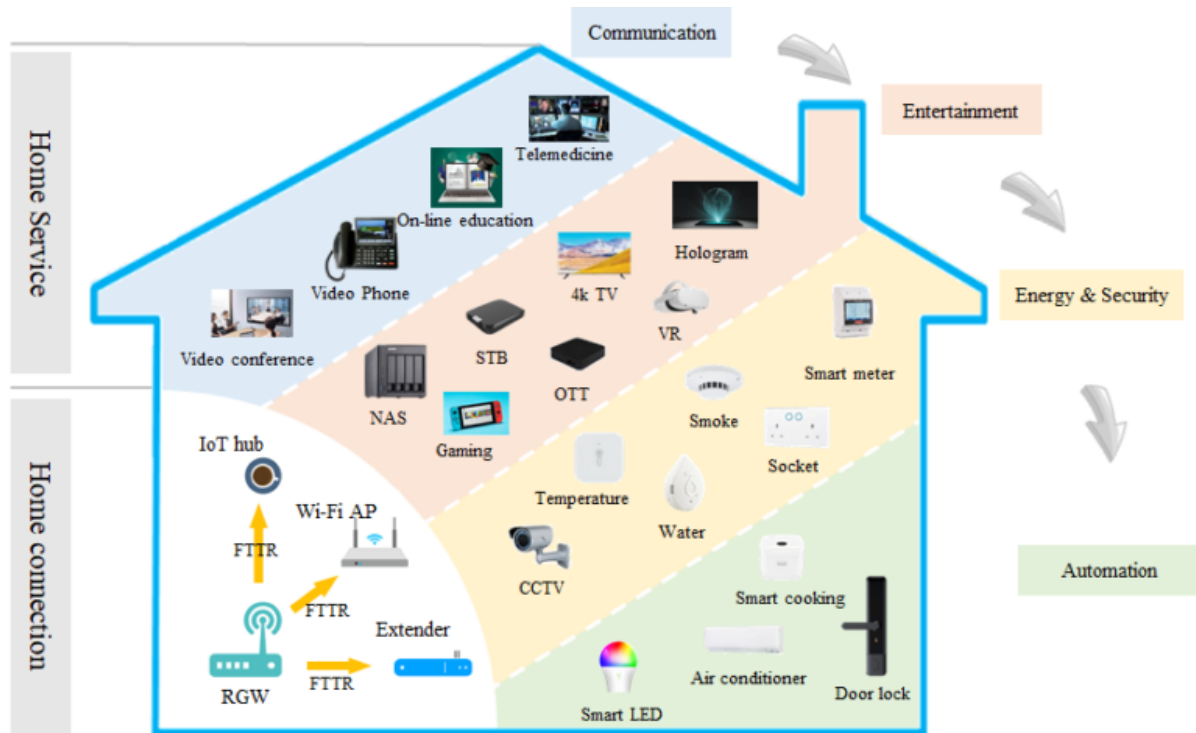 Communication
Entertainment
Energy & Security
Automation
Home Service
Home connection
Telemedicine
On-line education
Video Phone
Video conference
Hologram
4k TV
VR
STB
OTT
NAS
Gaming
Smart meter
Smoke
Socket
Temperature
Water
CCTV
Smart cooking
Air conditioner
Door lock
Smart LED
IoT hub
Wi-Fi AP
FTTR
FTTR
Extender
FTTR
RGW